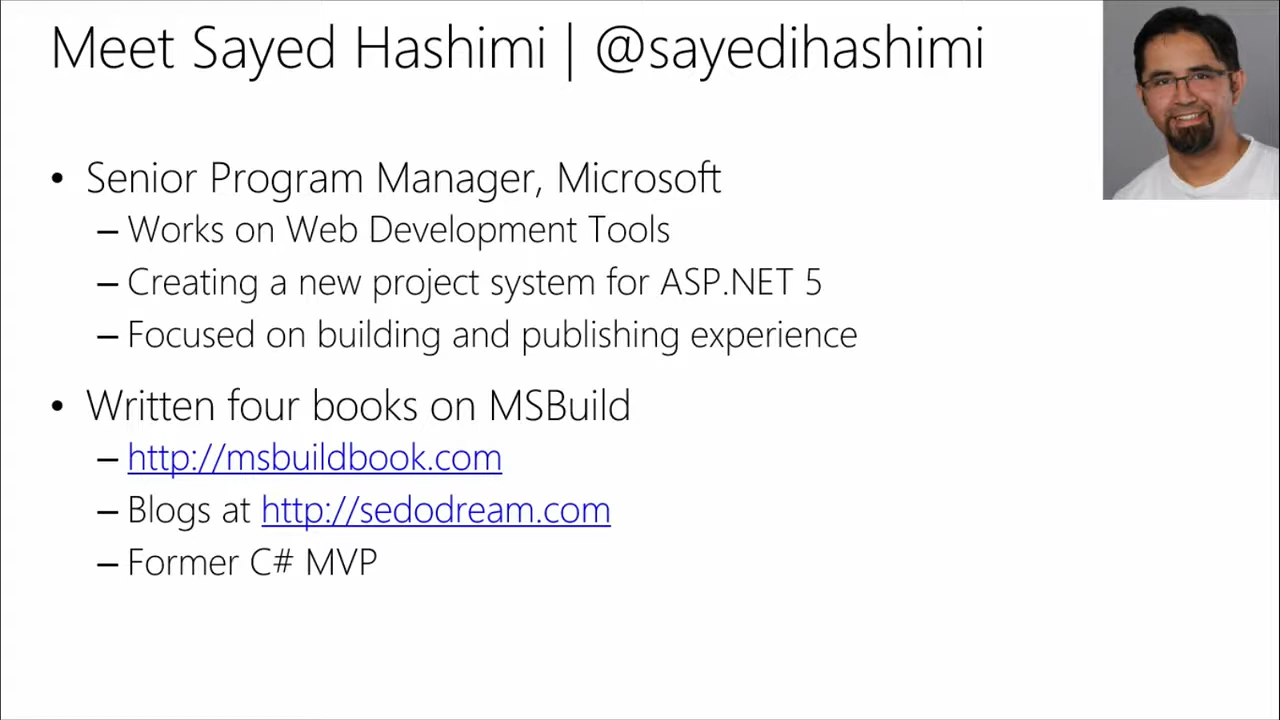 Meet Sayed Hashimi | @sayedihashimi
• Senior Program Manager, Microsoft
– Works on Web Development Tools
– Creating a new project system for ASP.NET 5
– Focused on building and publishing experience
• Written four books on MSBuild
– http://msbuildbook.com
– Blogs at http://sedodream.com
– Former C# MVP